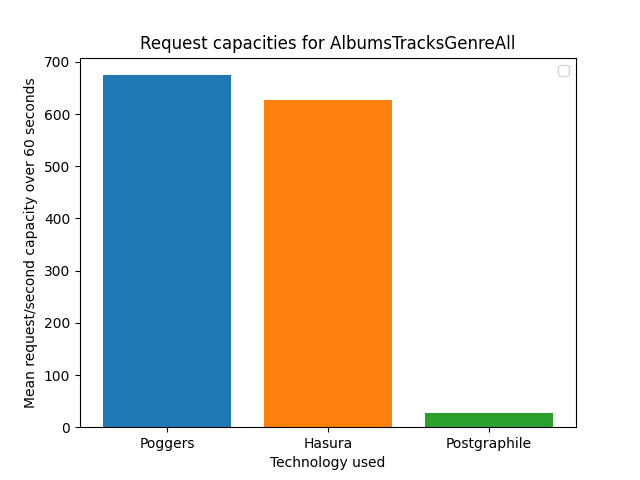 Request capacities for AlbumsTracksGenreAll
Mean request/second capacity over 60 seconds
700
600
500
400
300
200
100
0
Poggers Hasura Postgraphile
Technology used